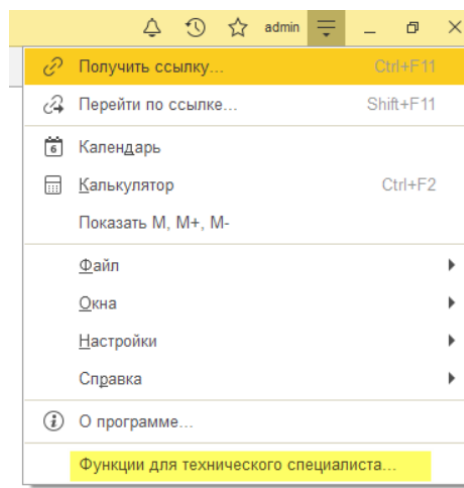 admin
Получить ссылку... Ctrl+F11
Перейти по ссылке... Shift+F11
6 Календарь
Калькулятор Ctrl+F2
Показать M, M+, M-
Файл
Окна
Настройки
Справка
i О программе...
Функции для технического специалиста...